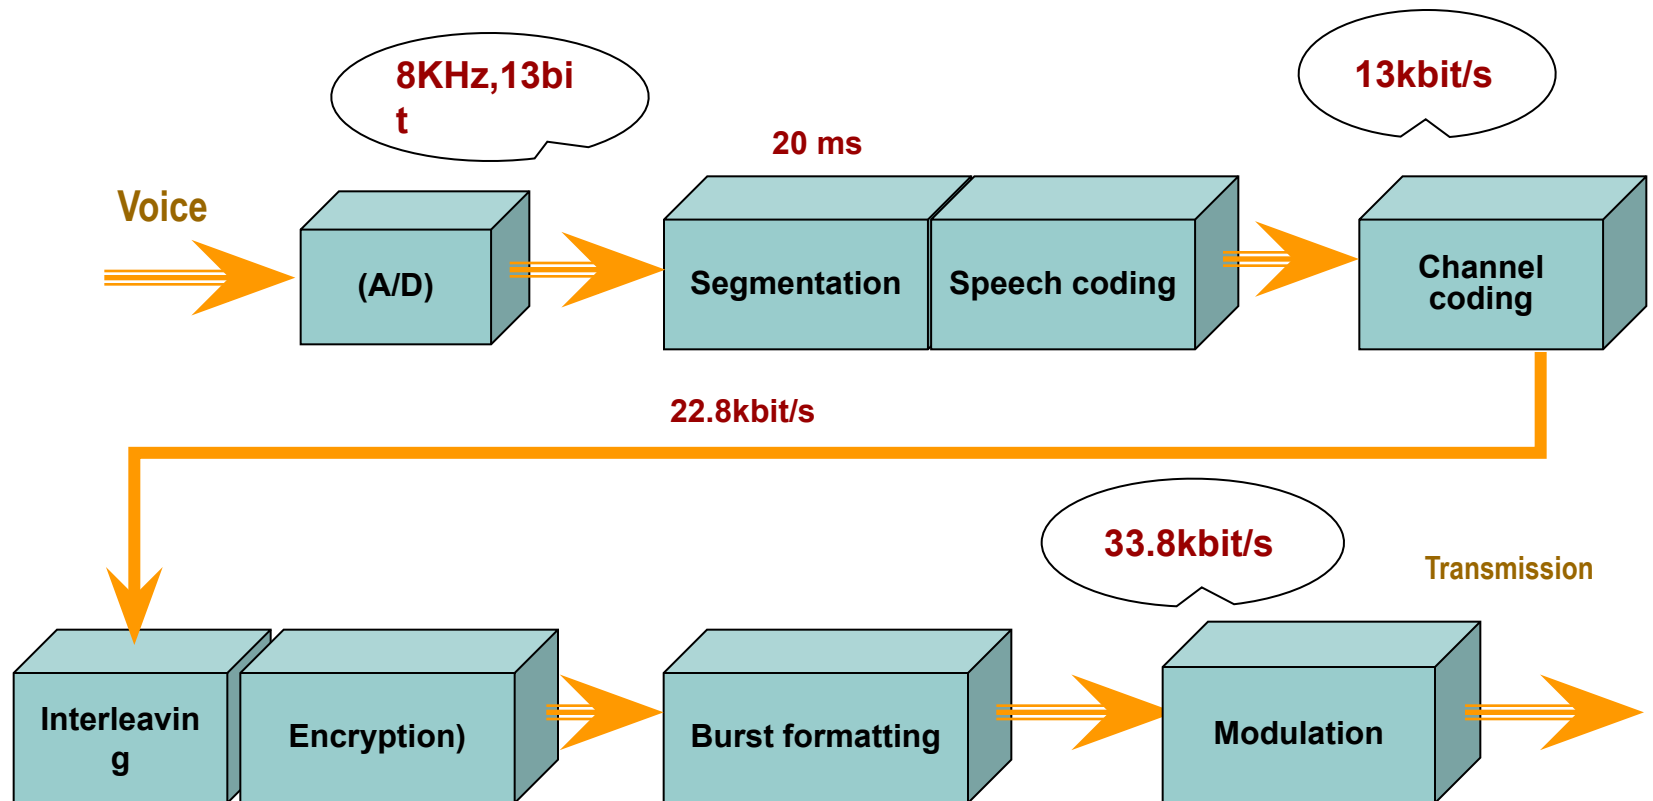 8KHz,13bi
t
13kbit/s
20 ms
Voice
(A/D)
Segmentation
Speech coding
Channel
coding
22.8kbit/s
33.8kbit/s
Transmission
Interleavin
g
Encryption)
Burst formatting
Modulation